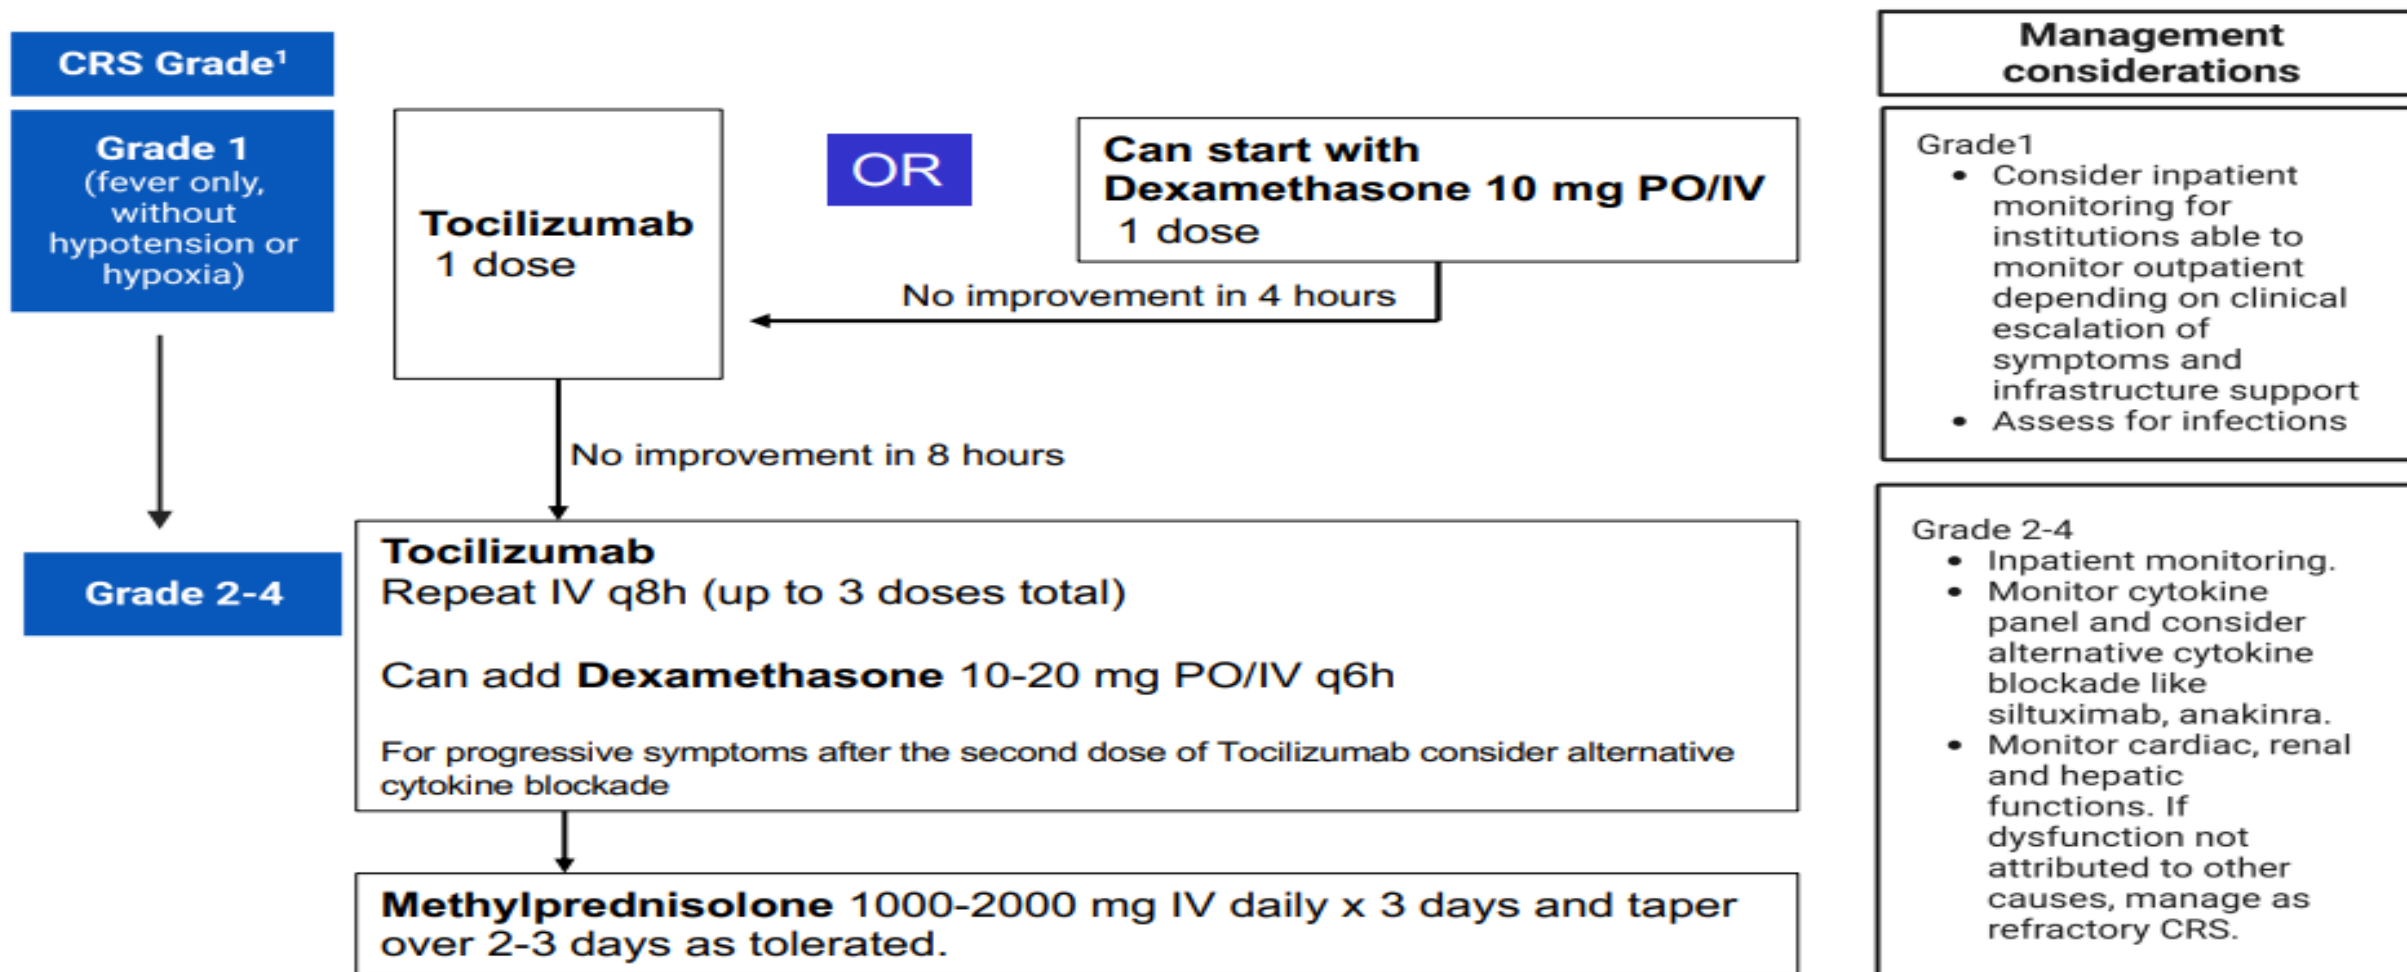 CRS Grade¹
Grade 1
(fever only,
without
hypotension or
hypoxia)
Tocilizumab
1 dose
OR
Can start with
Dexamethasone 10 mg PO/IV
1 dose
No improvement in 4 hours
No improvement in 8 hours
Grade 2-4
Tocilizumab
Repeat IV q8h (up to 3 doses total)
Can add Dexamethasone 10-20 mg PO/IV q6h
For progressive symptoms after the second dose of Tocilizumab consider alternative
cytokine blockade
Methylprednisolone 1000-2000 mg IV daily x 3 days and taper
over 2-3 days as tolerated.
Management
considerations
Grade1
• Consider inpatient
monitoring for
institutions able to
monitor outpatient
depending on clinical
escalation of
symptoms and
infrastructure support
• Assess for infections
Grade 2-4
• Inpatient monitoring.
• Monitor cytokine
panel and consider
alternative cytokine
blockade like
siltuximab, anakinra.
• Monitor cardiac, renal
and hepatic
functions. If
dysfunction not
attributed to other
causes, manage as
refractory CRS.